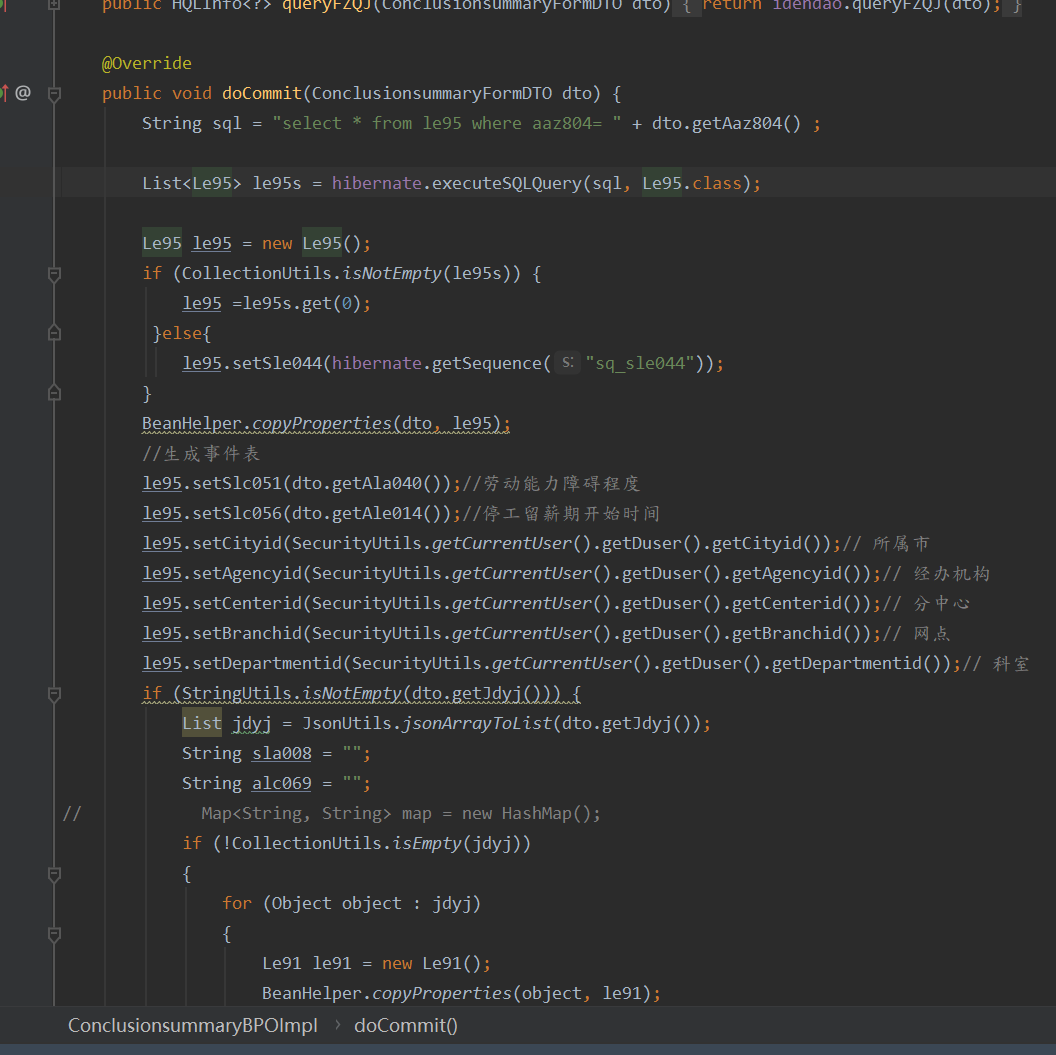 public HQLInfo<?> queryFZQJ(ConclusionsummaryFormDTO dto) { return idendao.queryFZQJ(dto); }
@Override
public void doCommit(ConclusionsummaryFormDTO dto) {
String sql = "select * from le95 where aaz804= " + dto.getAaz804() ;
List<Le95> le95s = hibernate.executeSQLQuery(sql, Le95.class);
Le95 le95 = new Le95();
if (CollectionUtils.isNotEmpty(le95s)) {
le95 =le95s.get(0);
}else{
le95.setSle044(hibernate.getSequence( s: "sq_sle044"));
}
BeanHelper.copyProperties(dto, le95);
//生成事件表
le95.setSlc051(dto.getAla040());//劳动能力障碍程度
le95.setSlc056(dto.getAle014());//停工留薪期开始时间
le95.setCityid(SecurityUtils.getCurrentUser().getDuser().getCityid());// 所属市
le95.setAgencyid(SecurityUtils.getCurrentUser().getDuser().getAgencyid());// 经办机构
le95.setCenterid(SecurityUtils.getCurrentUser().getDuser().getCenterid());// 分中心
le95.setBranchid(SecurityUtils.getCurrentUser().getDuser().getBranchid());// 网点
le95.setDepartmentid(SecurityUtils.getCurrentUser().getDuser().getDepartmentid());// 科室
if (StringUtils.isNotEmpty(dto.getJdyj())) {
List jdyj = JsonUtils.jsonArrayToList(dto.getJdyj());
String sla008 = "";
String alc069 = "";
// Map<String, String> map = new HashMap();
if (!CollectionUtils.isEmpty(jdyj))
{
for (Object object : jdyj)
{
Le91 le91 = new Le91();
BeanHelper.copyProperties(object, le91);
ConclusionsummaryBPOImpl › doCommit()